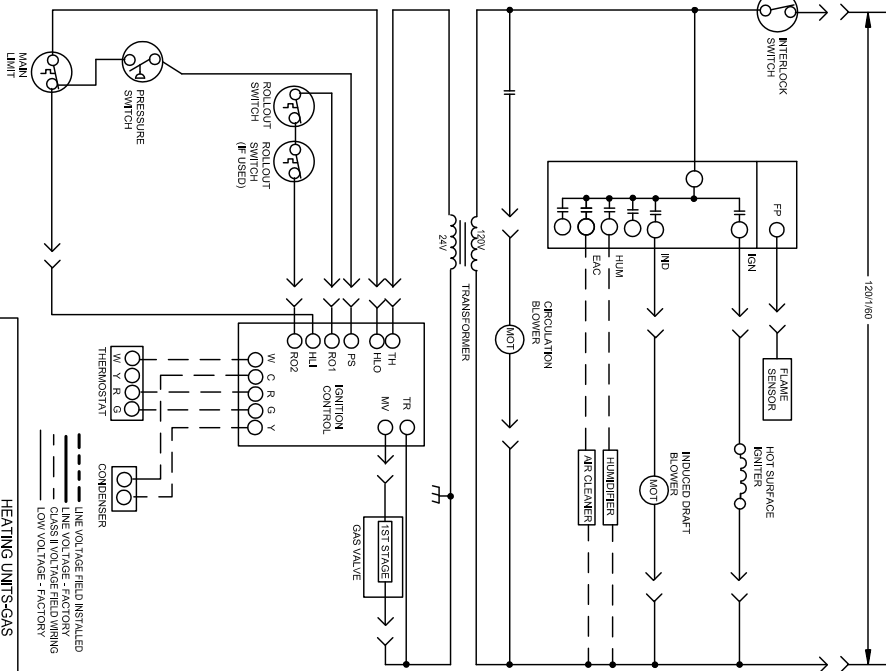 120/1/60
INTERLOCK
SWITCH
FP
IGN
IND
HUM
EAC
FLAME
SENSOR
HOT SURFACE
IGNITER
INDUCED DRAFT
BLOWER
MOT
HUMIDIFIER
AIR CLEANER
CIRCULATION
BLOWER
MOT
120V
24V
TRANSFORMER
ROLLOUT
SWITCH
ROLLOUT
SWITCH
(IF USED)
PRESSURE
SWITCH
MAIN
LIMIT
TH
HLO
PS
RO1
HLI
RO2
IGNITION
CONTROL
TR
MV
W
C
R
G
Y
1ST STAGE
GAS VALVE
W
Y
R
G
THERMOSTAT
CONDENSER
LINE VOLTAGE FIELD INSTALLED
LINE VOLTAGE - FACTORY
CLASS II VOLTAGE FIELD WIRING
LOW VOLTAGE - FACTORY
HEATING UNITS-GAS